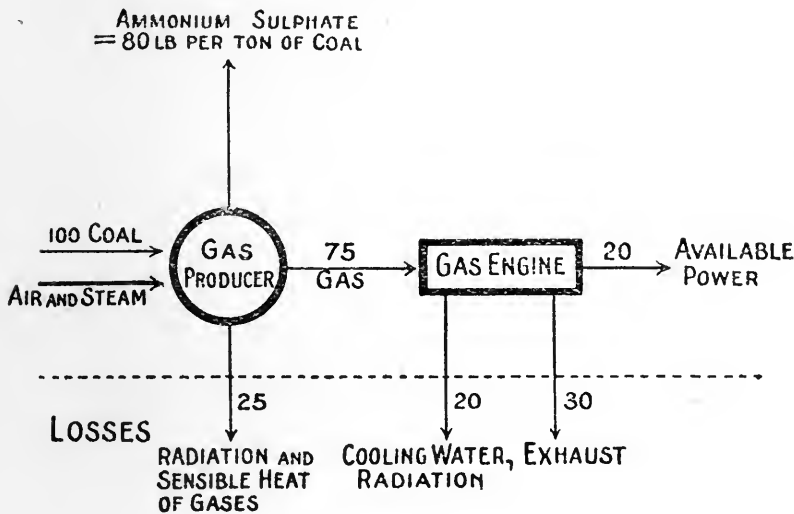 AMMONIUM SULPHATE
= 80 LB PER TON OF COAL
100 COAL
AIR AND STEAM
GAS
PRODUCER
75
GAS
GAS ENGINE
20
AVAILABLE
POWER
LOSSES
25
RADIATION AND
SENSIBLE HEAT
OF GASES
20
30
COOLING WATER, EXHAUST
RADIATION